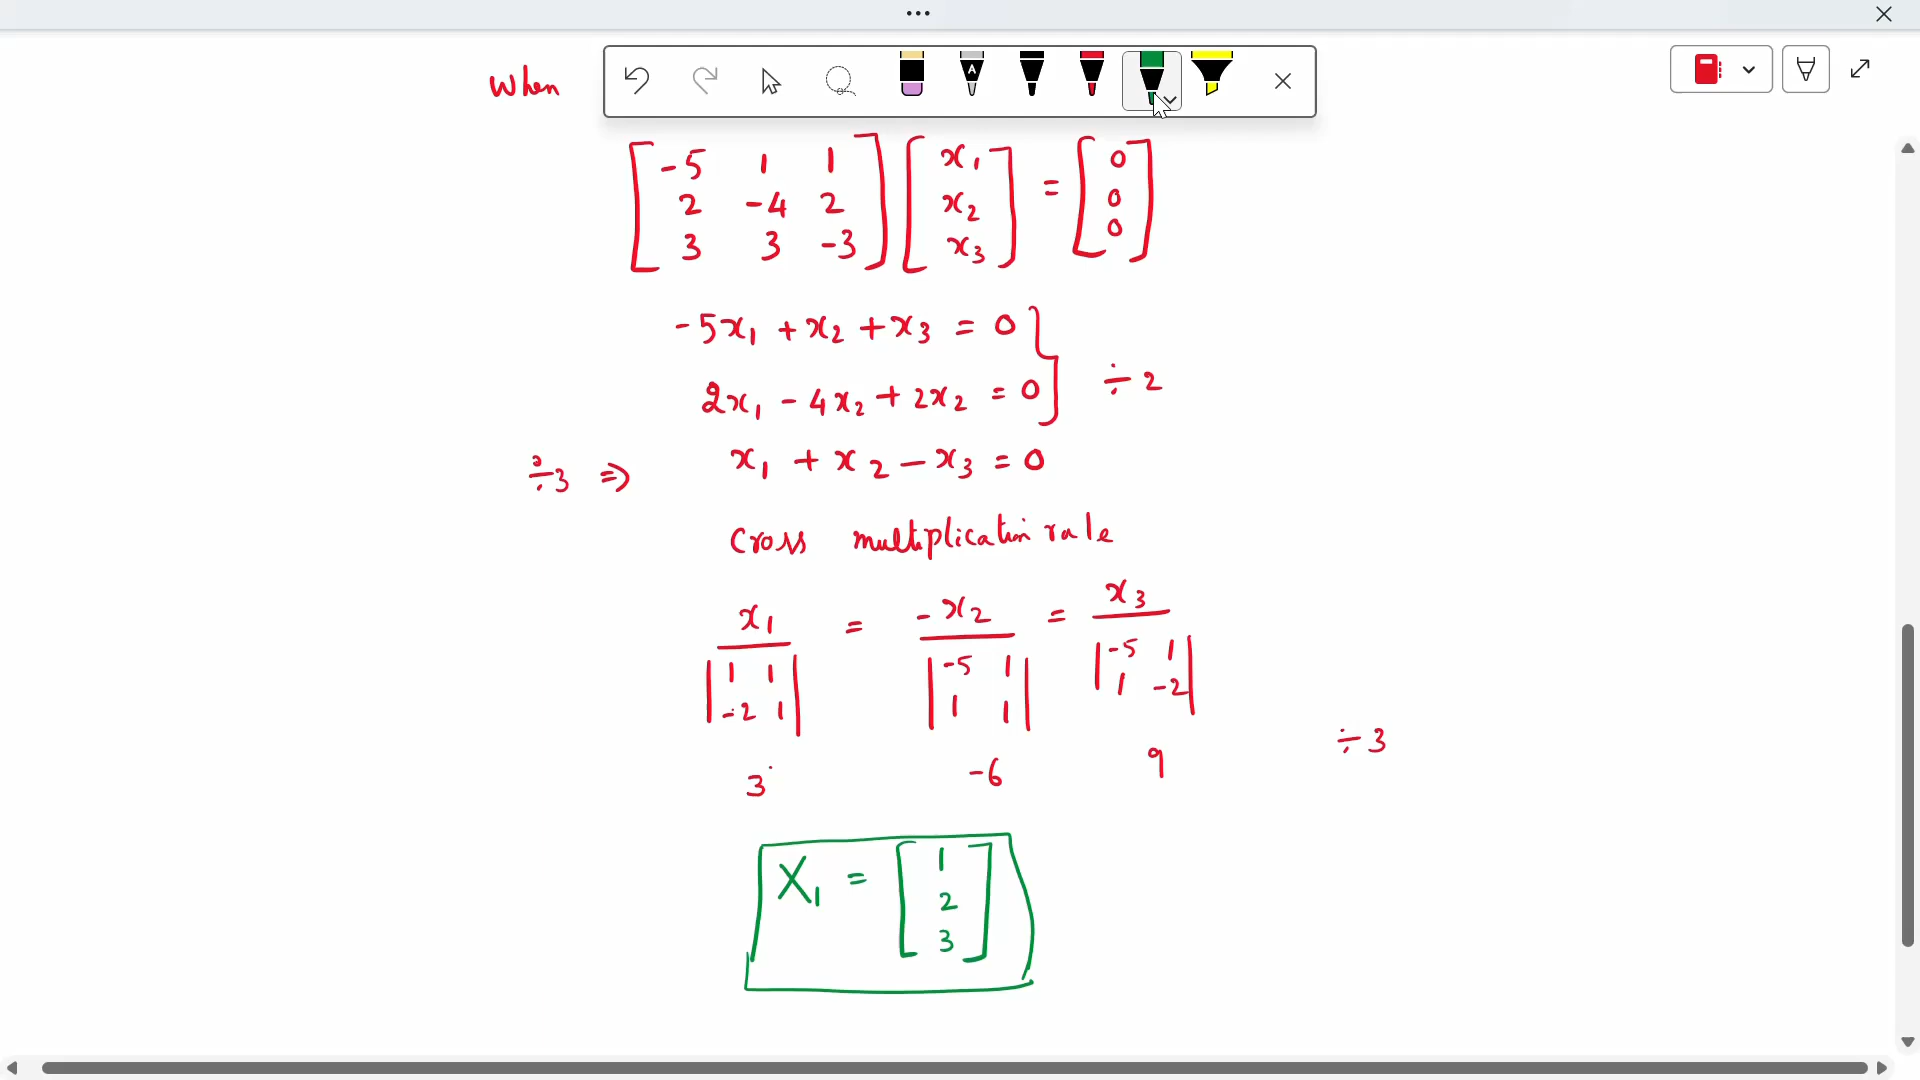 When
[-5 1 1] [x₁] = [0]
[2 -4 2] [x₂] [0]
[3 3 -3] [x₃] [0]
-5x₁ + x₂ + x₃ = 0
2x₁ - 4x₂ + 2x₂ = 0 } ÷ 2
÷3 ⇒ x₁ + x₂ - x₃ = 0
Cross multiplication rule
x₁ = -x₂ = x₃
|1 1| |-5 1| |-5 1|
|-2 1| |1 1| |1 -2|
3 -6 9 ÷ 3
X₁ = [1]
[2]
[3]